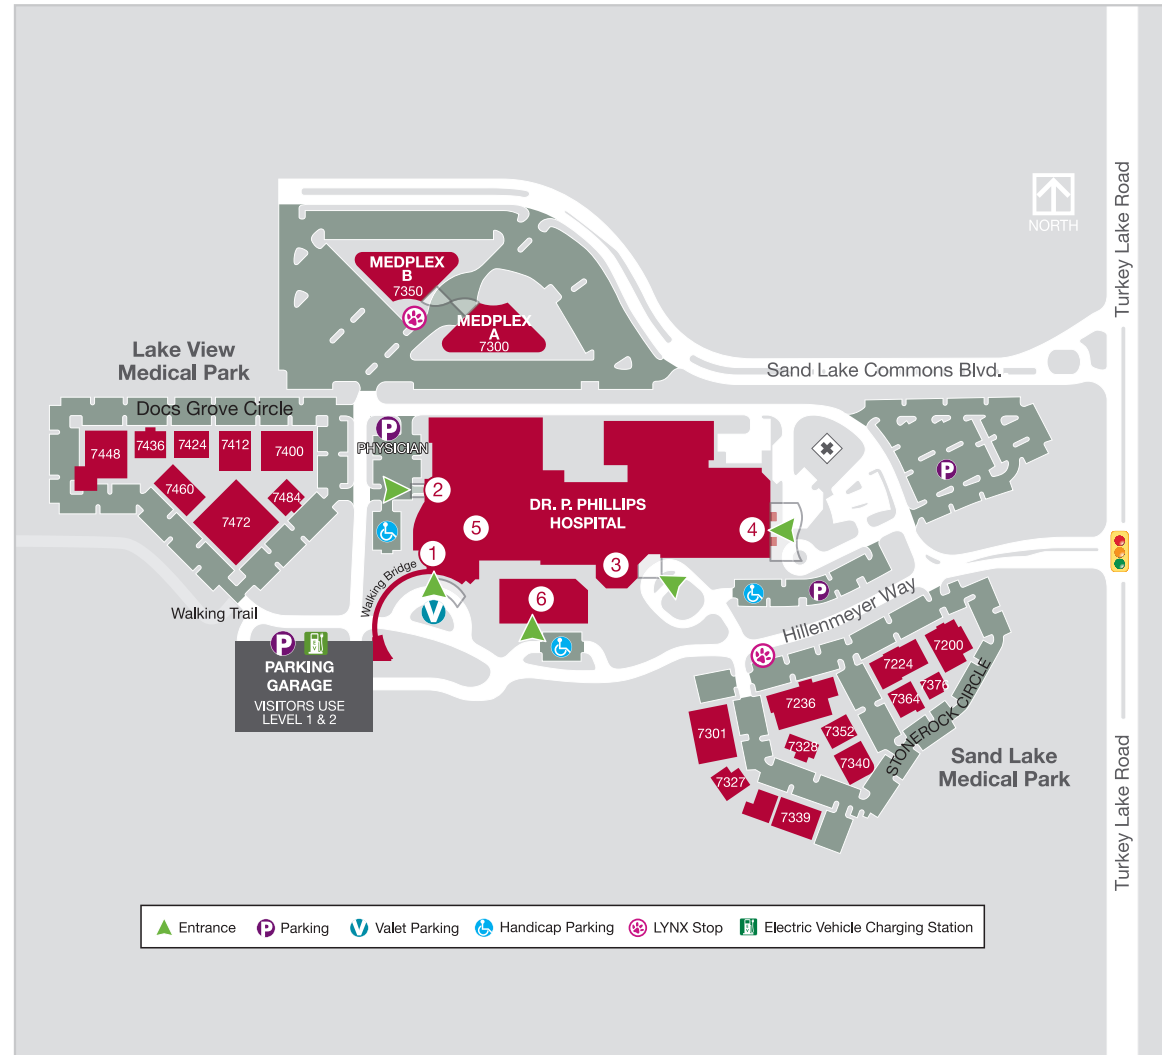 NORTH
Turkey Lake Road
MEDPLEX
B
7350
MEDPLEX
A
7300
Lake View
Medical Park
Sand Lake Commons Blvd.
Docs Grove Circle
7448
7436
7424
7412
7400
7460
7484
7472
P
PHYSICIAN
P
2
DR. P. PHILLIPS
HOSPITAL
5
4
1
3
6
Walking Bridge
V
P
Hillenmeyer Way
Walking Trail
P
PARKING
GARAGE
VISITORS USE
LEVEL 1 & 2
7200
7224
7376
7364
STONEROCK CIRCLE
7236
7352
7328
7340
7301
7327
7339
Sand Lake
Medical Park
Turkey Lake Road
Entrance
P Parking
V Valet Parking
Handicap Parking
LYNX Stop
Electric Vehicle Charging Station